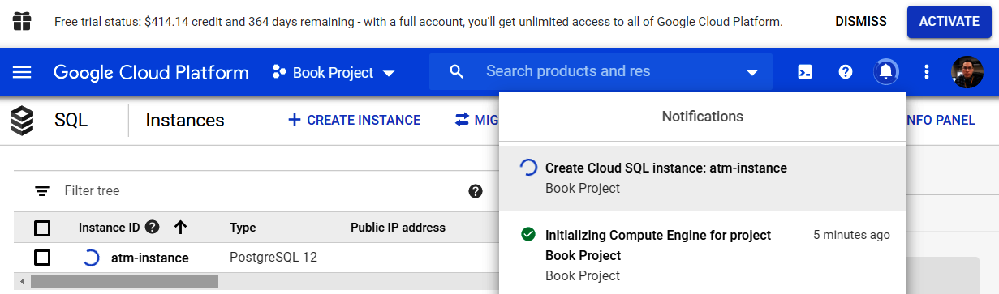 Free trial status: $414.14 credit and 364 days remaining - with a full account, you'll get unlimited access to all of Google Cloud Platform.
DISMISS
ACTIVATE
Google Cloud Platform
Book Project
Search products and res
SQL
Instances
CREATE INSTANCE
MIG
NFO PANEL
Filter tree
Instance ID
Type
Public IP address
atm-instance
PostgreSQL 12
Notifications
Create Cloud SQL instance: atm-instance
Book Project
Initializing Compute Engine for project
5 minutes ago
Book Project
Book Project